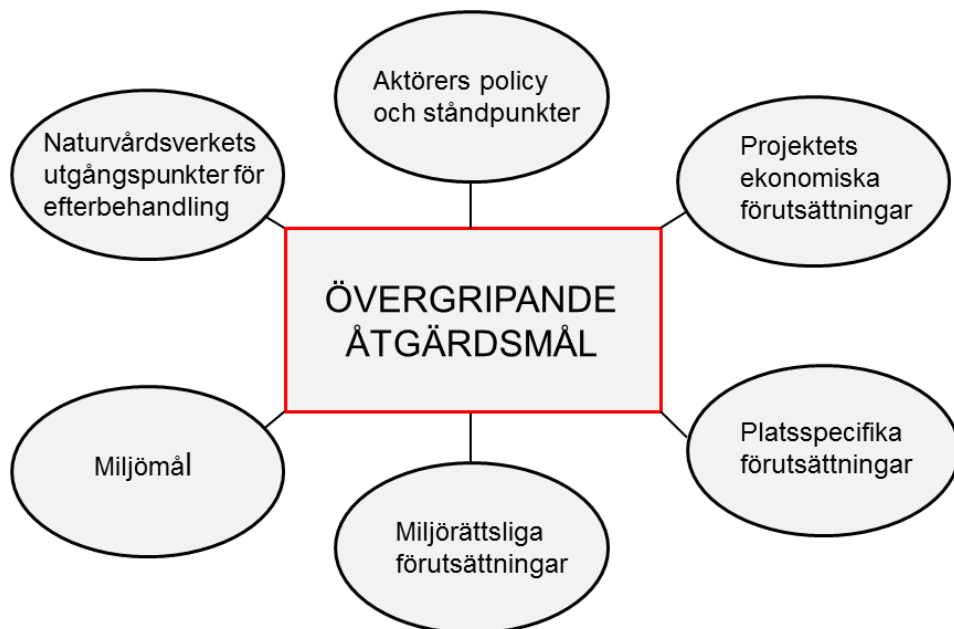 Aktörers policy
och ståndpunkter
Naturvårdsverkets
utgångspunkter för
efterbehandling
Projektets
ekonomiska
förutsättningar
ÖVERGRIPANDE
ÅTGÄRDSMÅL
Miljömål
Platsspecifika
förutsättningar
Miljörättsliga
förutsättningar